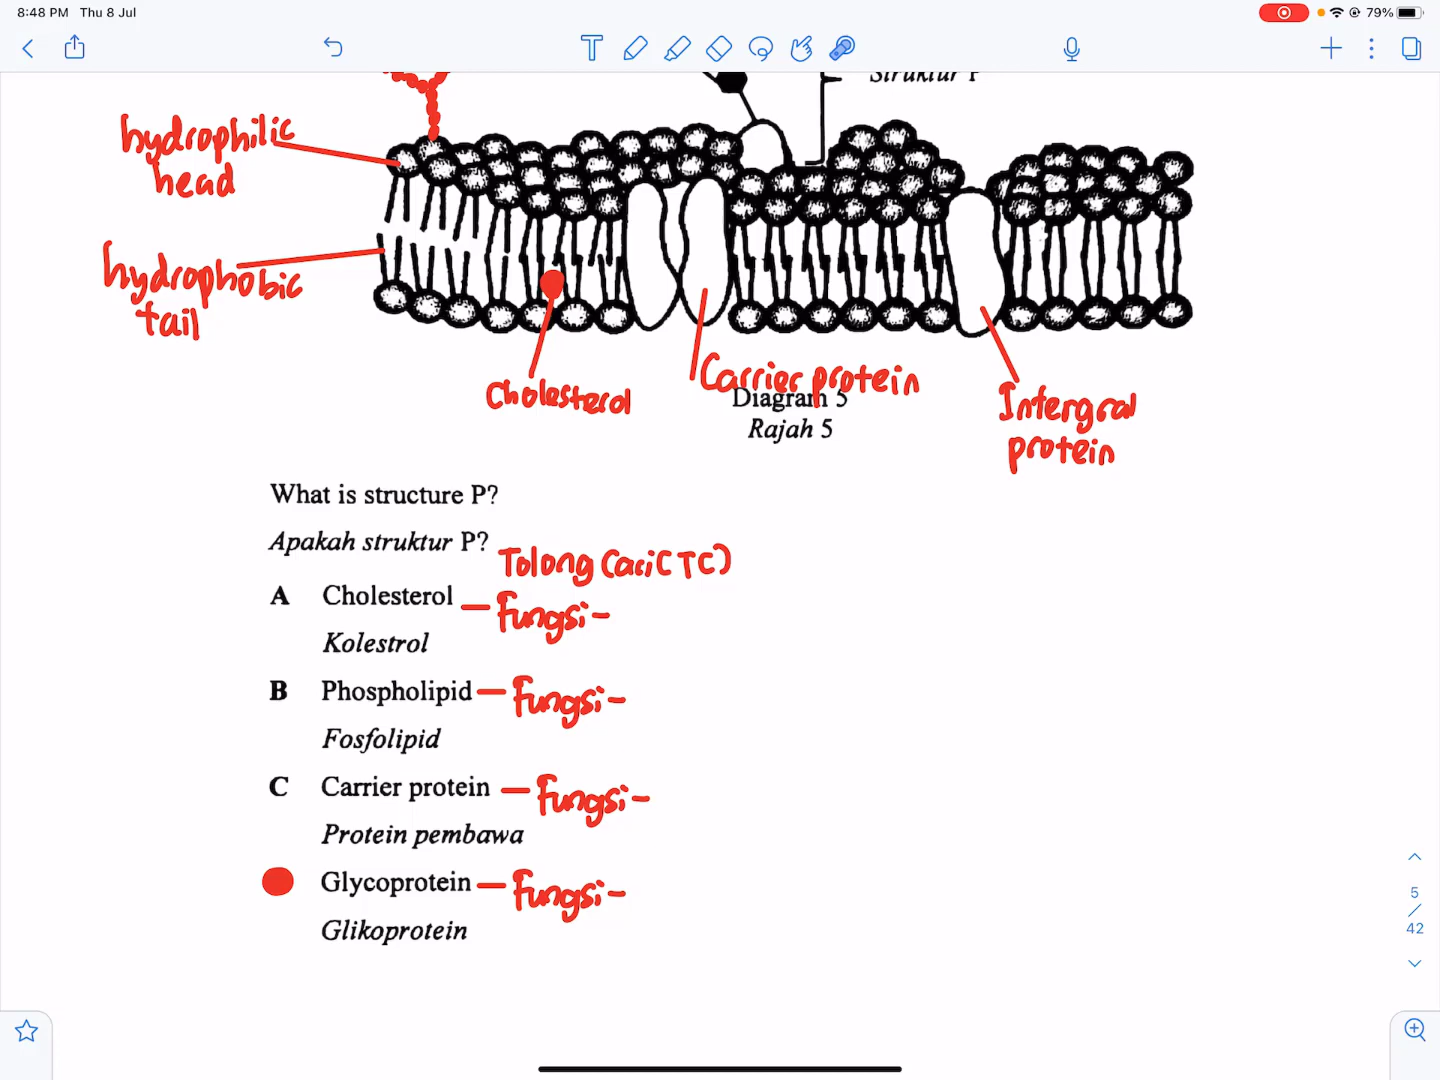 8:48 PM Thu 8 Jul
79%
Struktur P
hydrophilic
head
hydrophobic
tail
Cholesterol
Carrier protein
Intergral
protein
Diagram 5
Rajah 5
What is structure P?
Apakah struktur P?
Tolong Cari (TC)
A Cholesterol — Fungsi –
Kolestrol
B Phospholipid — Fungsi –
Fosfolipid
C Carrier protein — Fungsi –
Protein pembawa
Glycoprotein — Fungsi –
Glikoprotein
5
/
42